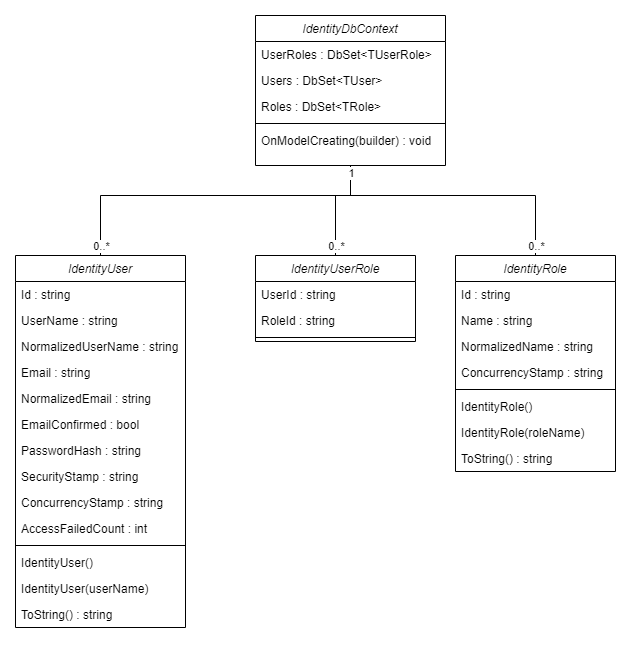 IdentityDbContext
UserRoles : DbSet<TUserRole>
Users : DbSet<TUser>
Roles : DbSet<TRole>
OnModelCreating(builder) : void
1
0..*
0..*
0..*
IdentityUser
Id : string
UserName : string
NormalizedUserName : string
Email : string
NormalizedEmail : string
EmailConfirmed : bool
PasswordHash : string
SecurityStamp : string
ConcurrencyStamp : string
AccessFailedCount : int
IdentityUser()
IdentityUser(userName)
ToString() : string
IdentityUserRole
UserId : string
RoleId : string
IdentityRole
Id : string
Name : string
NormalizedName : string
ConcurrencyStamp : string
IdentityRole()
IdentityRole(roleName)
ToString() : string